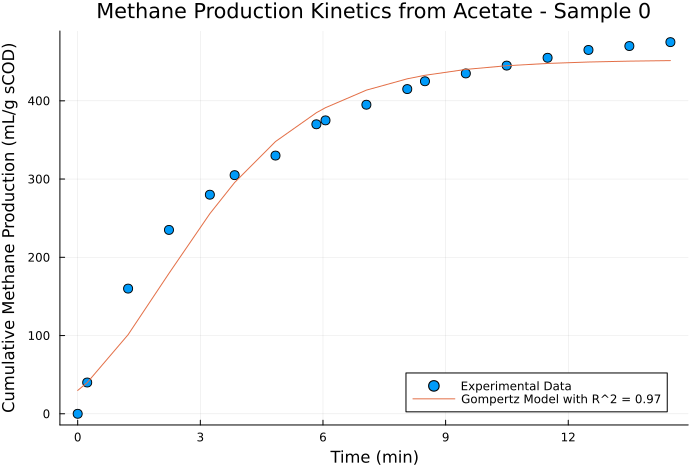 Methane Production Kinetics from Acetate - Sample 0
Cumulative Methane Production (mL/g sCOD)
400
300
200
100
0
0
3
6
9
12
Time (min)
Experimental Data
Gompertz Model with R^2 = 0.97